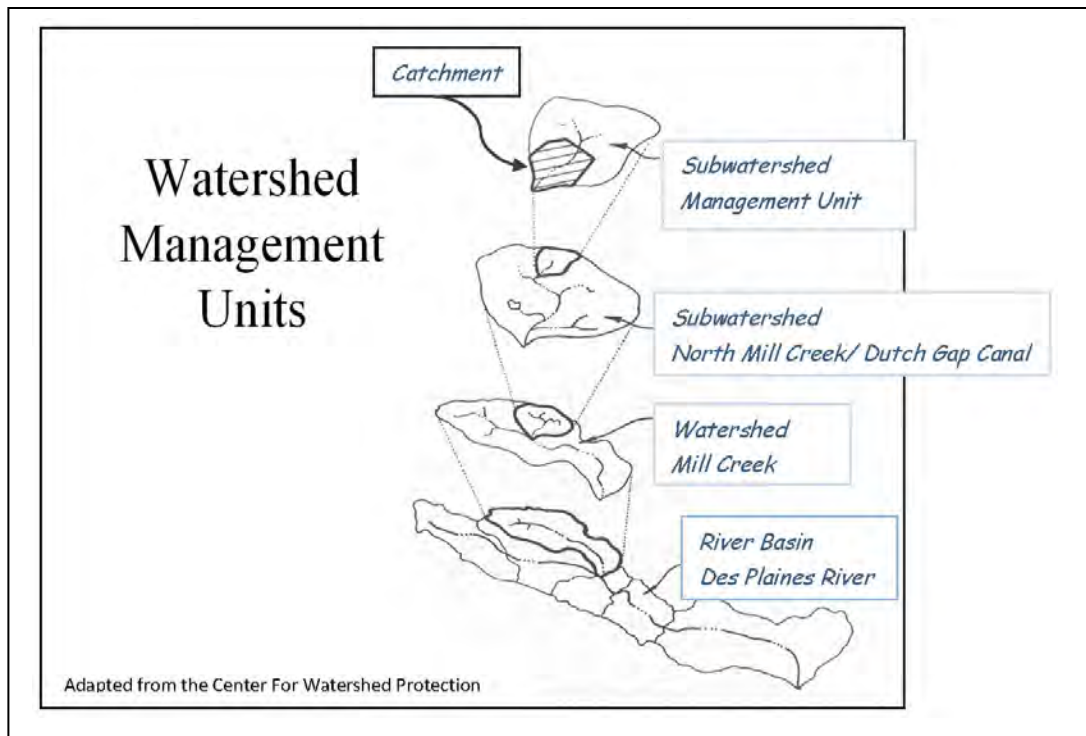 Catchment
Watershed
Management
Units
Subwatershed
Management Unit
Subwatershed
North Mill Creek/ Dutch Gap Canal
Watershed
Mill Creek
River Basin
Des Plaines River
Adapted from the Center For Watershed Protection